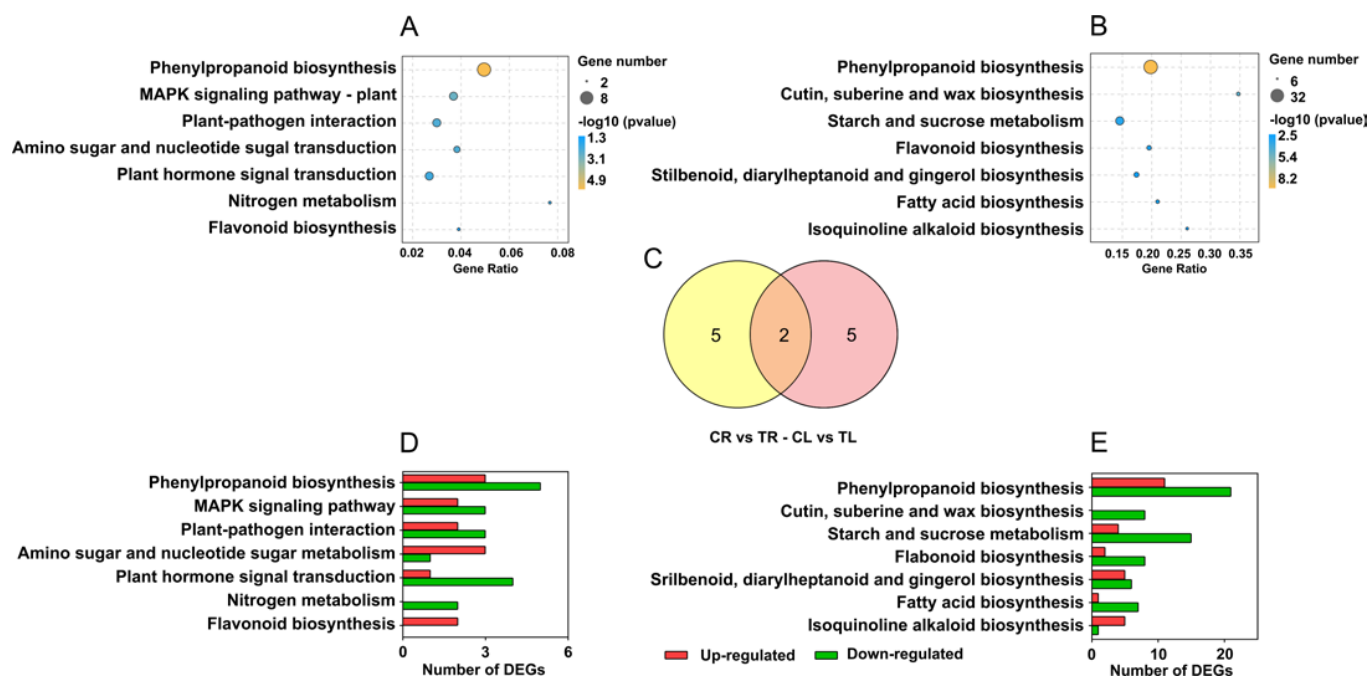 A
Phenylpropanoid biosynthesis
MAPK signaling pathway - plant
Plant-pathogen interaction
Amino sugar and nucleotide sugal transduction
Plant hormone signal transduction
Nitrogen metabolism
Flavonoid biosynthesis
0.02 0.04 0.06 0.08
Gene Ratio
Gene number
2
8
-log10 (pvalue)
1.3
3.1
4.9
B
Phenylpropanoid biosynthesis
Cutin, suberine and wax biosynthesis
Starch and sucrose metabolism
Flavonoid biosynthesis
Stilbenoid, diarylheptanoid and gingerol biosynthesis
Fatty acid biosynthesis
Isoquinoline alkaloid biosynthesis
0.15 0.20 0.25 0.30 0.35
Gene Ratio
Gene number
6
32
-log10 (pvalue)
2.5
5.4
8.2
C
5 2 5
CR vs TR - CL vs TL
D
Phenylpropanoid biosynthesis
MAPK signaling pathway
Plant-pathogen interaction
Amino sugar and nucleotide sugar metabolism
Plant hormone signal transduction
Nitrogen metabolism
Flavonoid biosynthesis
0 3 6
Number of DEGs
E
Phenylpropanoid biosynthesis
Cutin, suberine and wax biosynthesis
Starch and sucrose metabolism
Flabonoid biosynthesis
Srilbenoid, diarylheptanoid and gingerol biosynthesis
Fatty acid biosynthesis
Isoquinoline alkaloid biosynthesis
0 10 20
Number of DEGs
Up-regulated Down-regulated